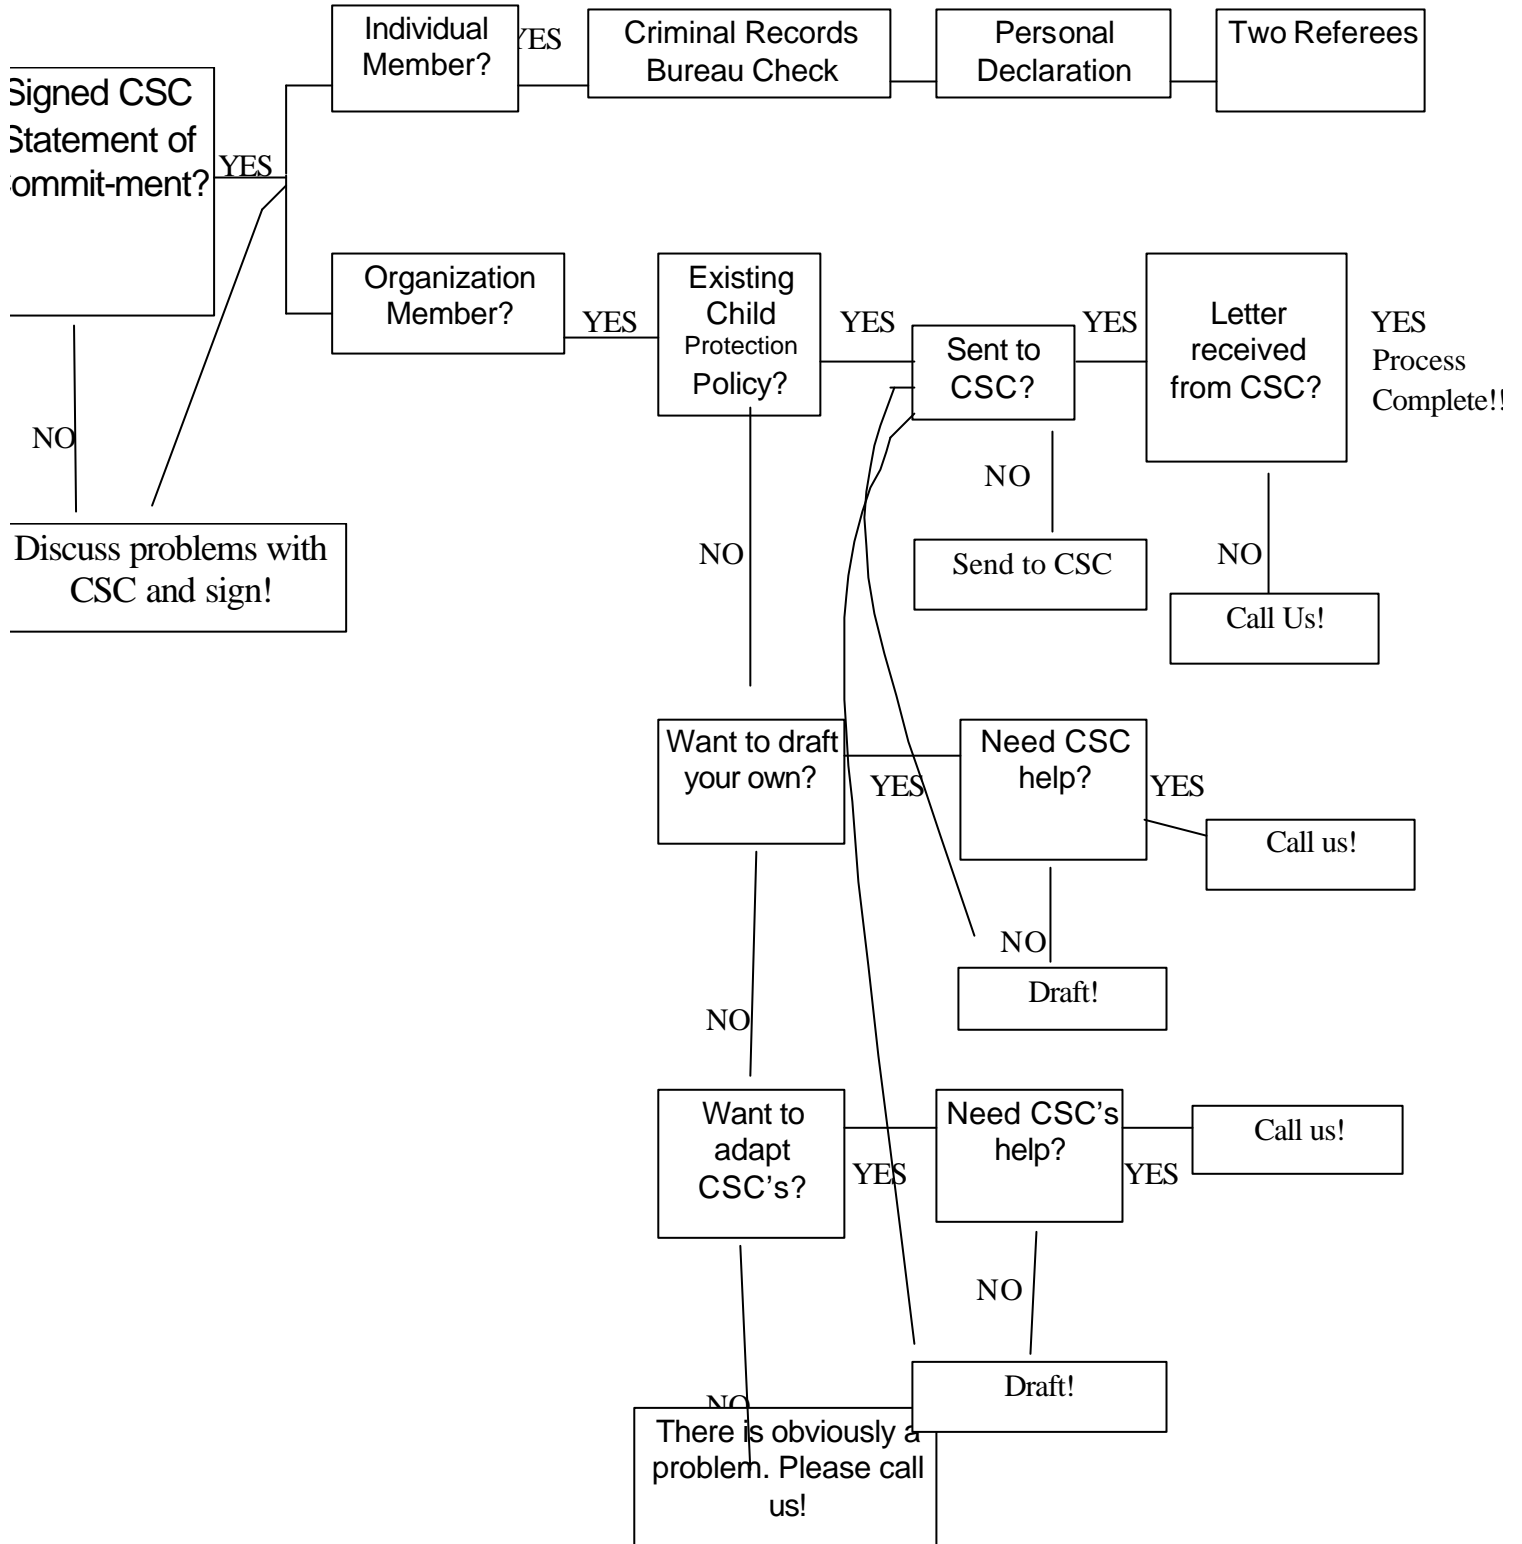 Individual
Member?
YES
Criminal Records
Bureau Check
Personal
Declaration
Two Referees
Signed CSC
Statement of
ommit-ment?
YES
NO
Discuss problems with
CSC and sign!
Organization
Member?
YES
Existing
Child
Protection
Policy?
YES
Sent to
CSC?
YES
Letter
received
from CSC?
YES
Process
Complete!!
NO
Send to CSC
NO
Call Us!
NO
Want to draft
your own?
YES
Need CSC
help?
YES
Call us!
NO
Draft!
NO
Want to
adapt
CSC's?
YES
Need CSC's
help?
YES
Call us!
NO
Draft!
NO
There is obviously a
problem. Please call
us!